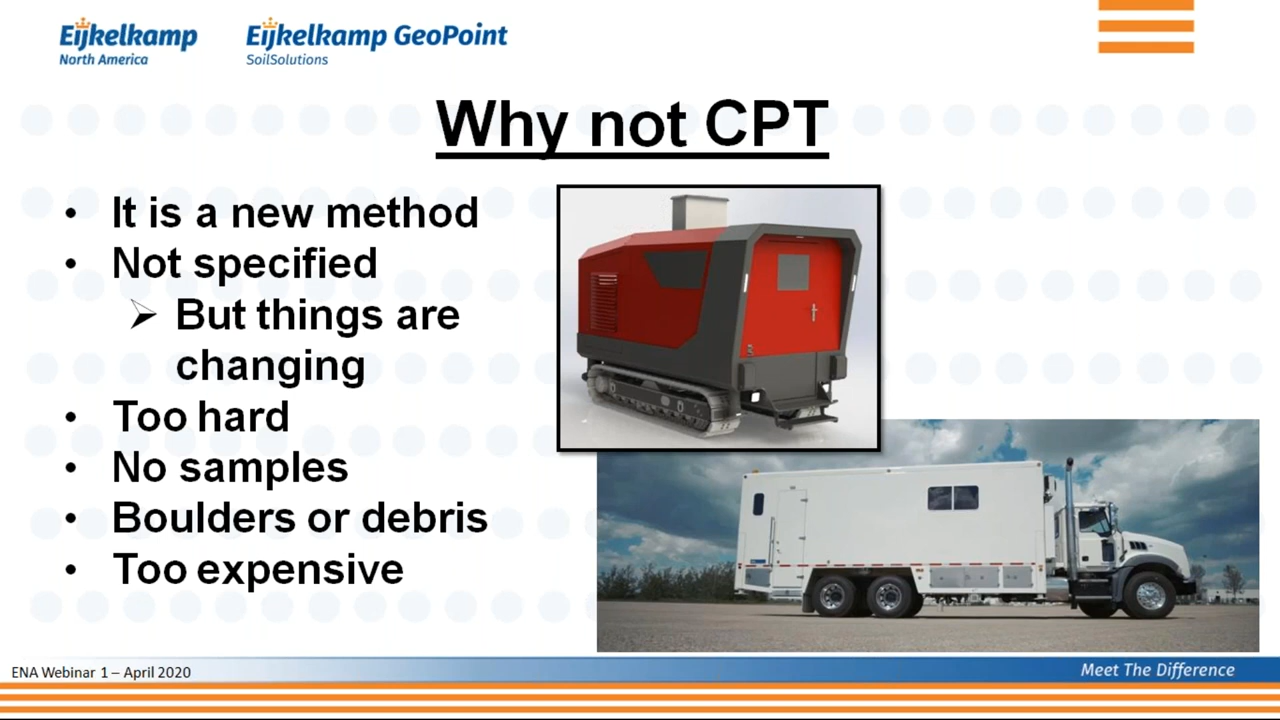 Eijkelkamp
North America
Eijkelkamp GeoPoint
SoilSolutions
Why not CPT
• It is a new method
• Not specified
➢ But things are
changing
• Too hard
• No samples
• Boulders or debris
• Too expensive
ENA Webinar 1 – April 2020
Meet The Difference